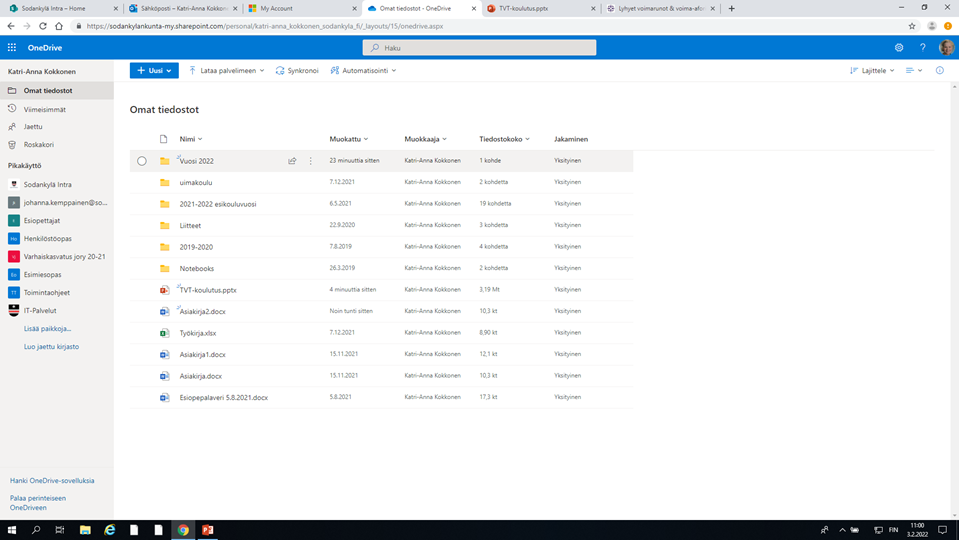 Sodankylä Intra – Home
Sähköposti – Katri-Anna Kokkon
My Account
Omat tiedostot - OneDrive
TVT-koulutus.pptx
Lyhyet voimarunot & voima-afor
https://sodankylankunta-my.sharepoint.com/personal/katri-anna_kokkonen_sodankyla_fi/_layouts/15/onedrive.aspx
OneDrive
Haku
Katri-Anna Kokkonen
Uusi
Lataa palvelimeen
Synkronoi
Automatisointi
Lajittele
Omat tiedostot
Viimeisimmät
Jaettu
Roskakori
Pikakäyttö
Sodankylä Intra
johanna.kemppainen@so...
Esiopettajat
Ho Henkilöstöopas
Varhaiskasvatus jory 20-21
Esimiesopas
TT Toimintaohjeet
IT-Palvelut
Lisää paikkoja...
Luo jaettu kirjasto
Hanki OneDrive-sovelluksia
Palaa perinteiseen
OneDriveen
Omat tiedostot
Nimi Muokattu Muokkaaja Tiedostokoko Jakaminen
Vuosi 2022 23 minuuttia sitten Katri-Anna Kokkonen 1 kohde Yksityinen
uimakoulu 7.12.2021 Katri-Anna Kokkonen 2 kohdetta Yksityinen
2021-2022 esikouluvuosi 6.5.2021 Katri-Anna Kokkonen 19 kohdetta Yksityinen
Liitteet 22.9.2020 Katri-Anna Kokkonen 3 kohdetta Yksityinen
2019-2020 7.8.2019 Katri-Anna Kokkonen 4 kohdetta Yksityinen
Notebooks 26.3.2019 Katri-Anna Kokkonen 2 kohdetta Yksityinen
TVT-koulutus.pptx 4 minuuttia sitten Katri-Anna Kokkonen 3,19 Mt Yksityinen
Asiakirja2.docx Noin tunti sitten Katri-Anna Kokkonen 10,3 kt Yksityinen
Työkirja.xlsx 7.12.2021 Katri-Anna Kokkonen 8,90 kt Yksityinen
Asiakirja1.docx 15.11.2021 Katri-Anna Kokkonen 12,1 kt Yksityinen
Asiakirja.docx 15.11.2021 Katri-Anna Kokkonen 10,3 kt Yksityinen
Esiopepalaveri 5.8.2021.docx 5.8.2021 Katri-Anna Kokkonen 17,3 kt Yksityinen
FIN
11:00
3.2.2022